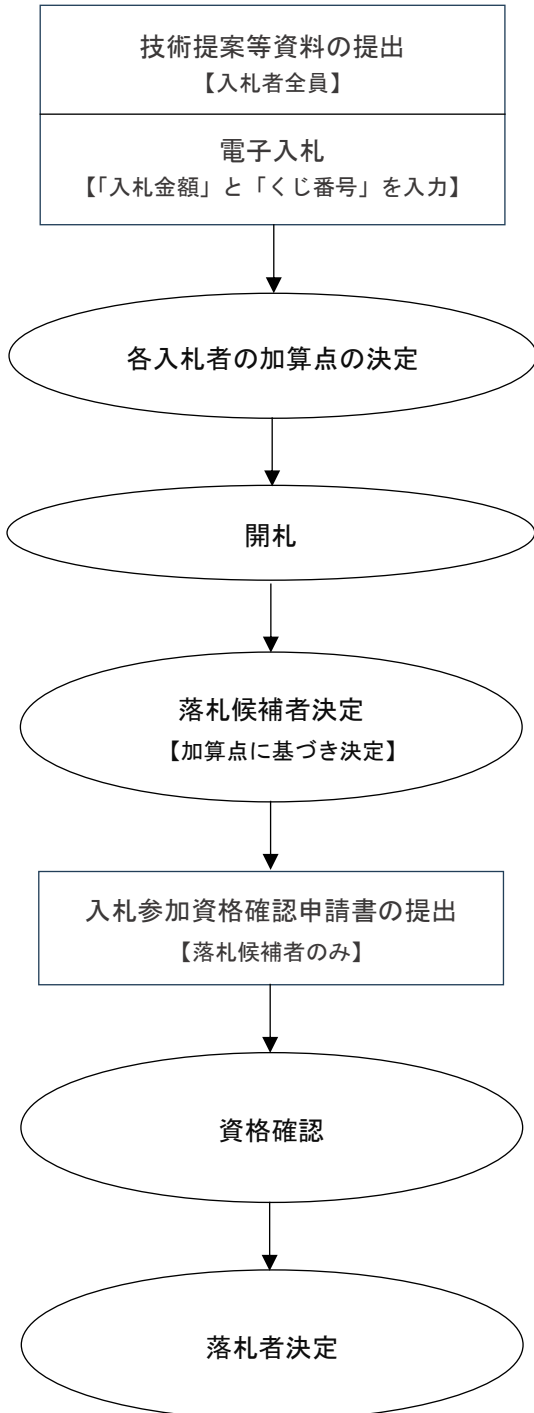 技術提案等資料の提出
【入札者全員】
電子入札
【「入札金額」と「くじ番号」を入力】
各入札者の加算点の決定
開札
落札候補者決定
【加算点に基づき決定】
入札参加資格確認申請書の提出
【落札候補者のみ】
資格確認
落札者決定